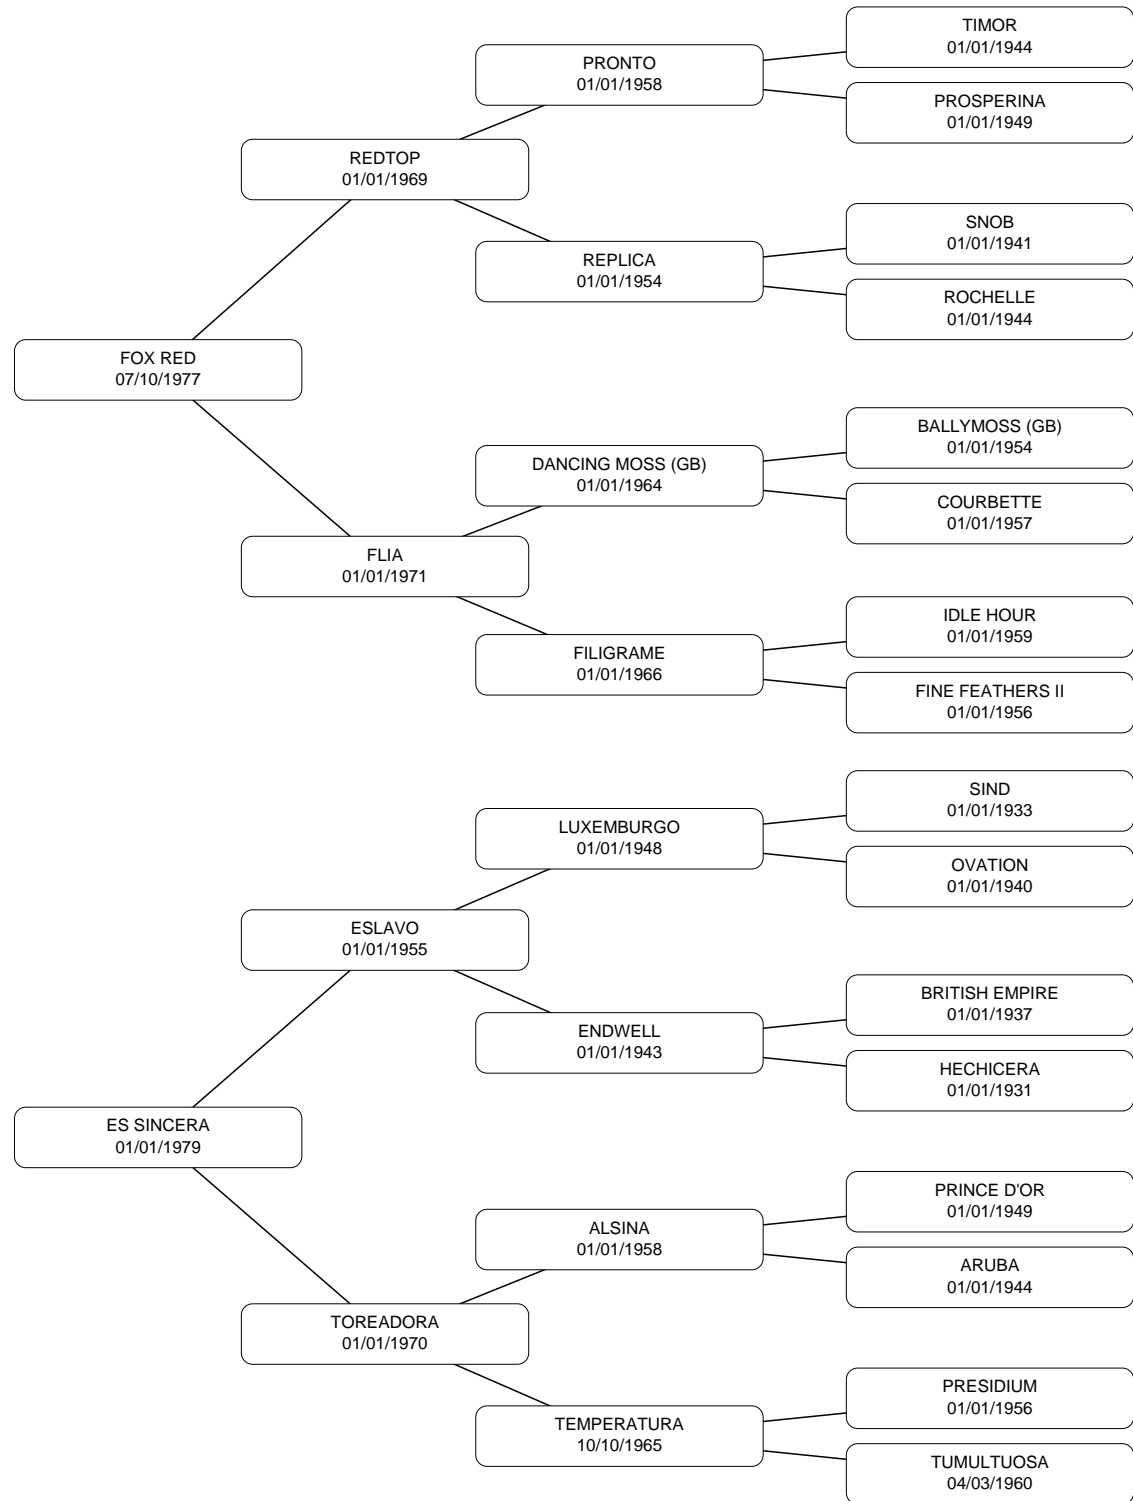 TIMOR
01/01/1944
PRONTO
01/01/1958
PROSPERINA
01/01/1949
REDTOP
01/01/1969
SNOB
01/01/1941
REPLICA
01/01/1954
ROCHELLE
01/01/1944
FOX RED
07/10/1977
BALLYMOSS (GB)
01/01/1954
DANCING MOSS (GB)
01/01/1964
COURBETTE
01/01/1957
FLIA
01/01/1971
IDLE HOUR
01/01/1959
FILIGRAME
01/01/1966
FINE FEATHERS II
01/01/1956
SIND
01/01/1933
LUXEMBURGO
01/01/1948
OVATION
01/01/1940
ESLAVO
01/01/1955
BRITISH EMPIRE
01/01/1937
ENDWELL
01/01/1943
HECHICERA
01/01/1931
ES SINCERA
01/01/1979
PRINCE D'OR
01/01/1949
ALSINA
01/01/1958
ARUBA
01/01/1944
TOREADORA
01/01/1970
PRESIDIUM
01/01/1956
TEMPERATURA
10/10/1965
TUMULTUOSA
04/03/1960